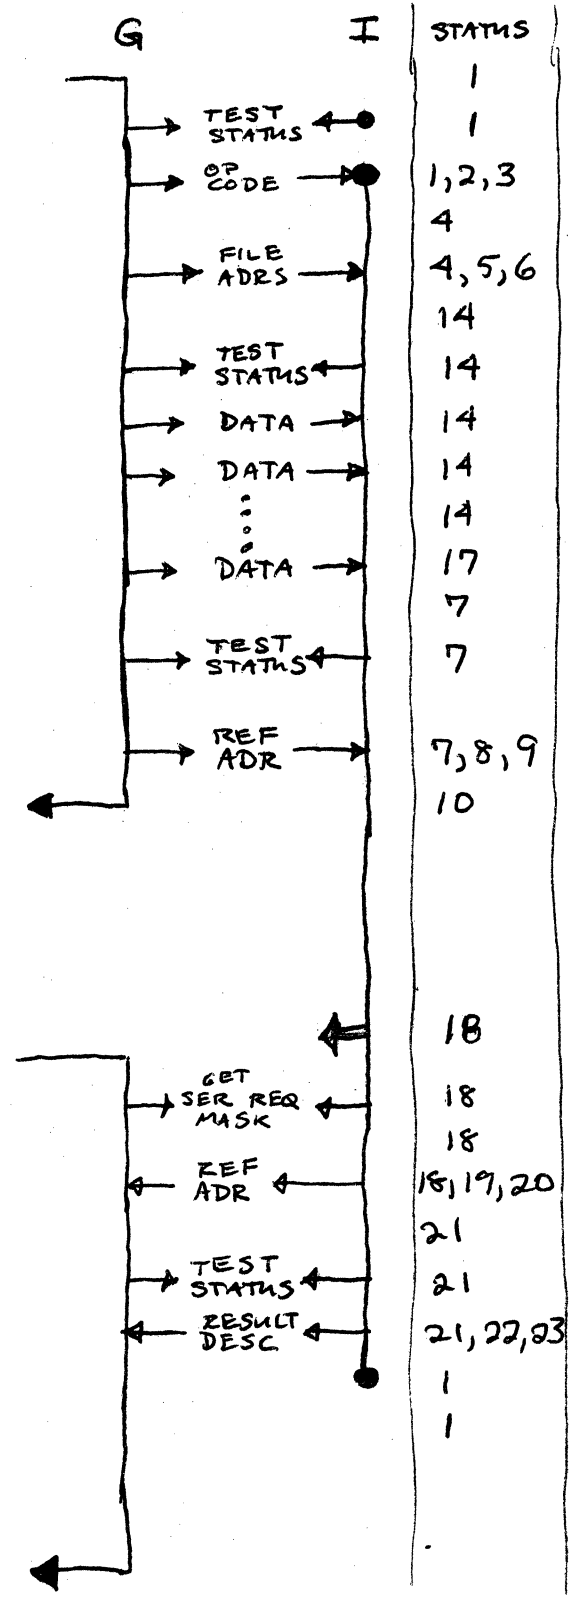 G I STATUS
1
TEST
STATUS 1
OP
CODE 1,2,3
4
FILE
ADRS 4,5,6
14
TEST
STATUS 14
DATA 14
DATA 14
14
DATA 17
7
TEST
STATUS 7
REF
ADR 7,8,9
10
18
GET
SER REQ 18
MASK
18
REF
ADR 18,19,20
21
TEST
STATUS 21
RESULT
DESC 21,22,23
1
1